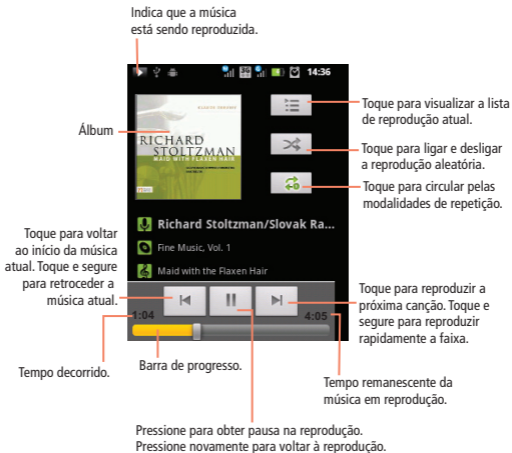 Indica que a música
está sendo reproduzida.
14:36
Álbum
RICHARD
STOLTZMAN
MAID WITH FLAXEN HAIR
Toque para visualizar a lista
de reprodução atual.
Toque para ligar e desligar
a reprodução aleatória.
Toque para circular pelas
modalidades de repetição.
Richard Stoltzman/Slovak Ra...
Fine Music, Vol. 1
Maid with the Flaxen Hair
Toque para voltar
ao início da música
atual. Toque e segure
para retroceder a
música atual.
Toque para reproduzir a
próxima canção. Toque e
segure para reproduzir
rapidamente a faixa.
1:04
4:05
Tempo decorrido.
Barra de progresso.
Tempo remanescente da
música em reprodução.
Pressione para obter pausa na reprodução.
Pressione novamente para voltar à reprodução.